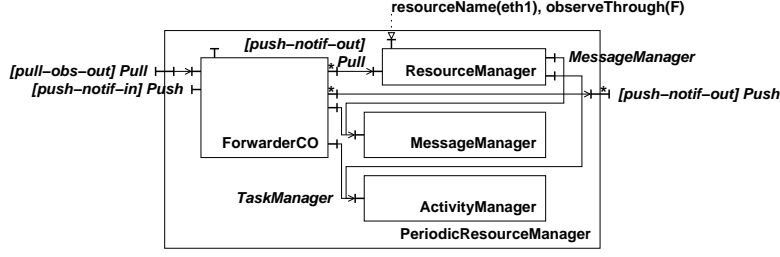 resourceName(eth1), observeThrough(F)
[push−notif−out]
Pull
MessageManager
[pull−obs−out] Pull
* ResourceManager
[push−notif−in] Push
*
* [push−notif−out] Push
MessageManager
ForwarderCO
TaskManager
ActivityManager
PeriodicResourceManager